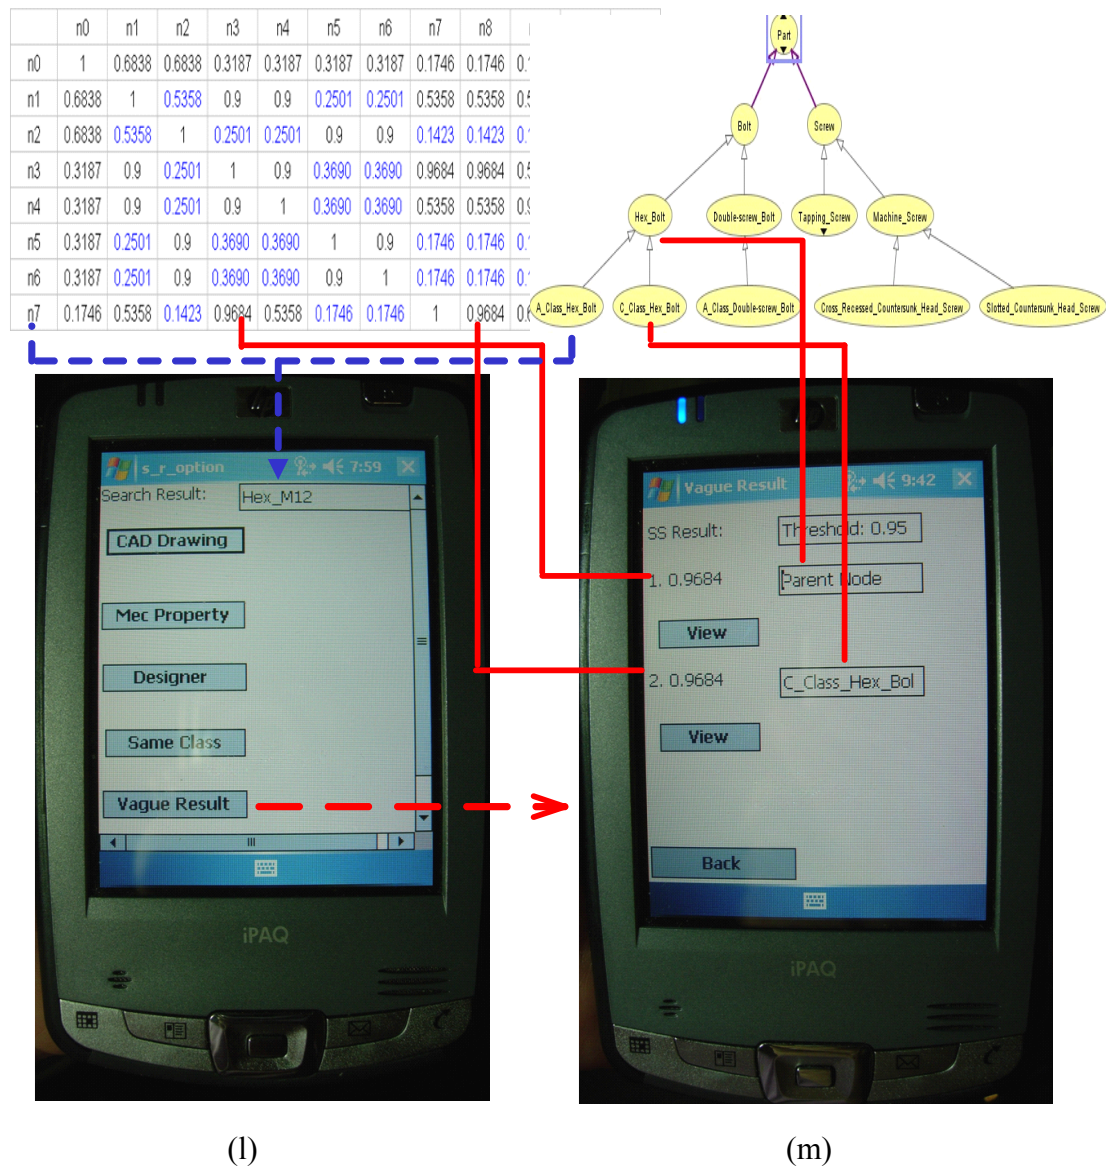 n0 n1 n2 n3 n4 n5 n6 n7 n8
n0 1 0.6838 0.6838 0.3187 0.3187 0.3187 0.3187 0.1746 0.1746
n1 0.6838 1 0.5358 0.9 0.9 0.2501 0.2501 0.5358 0.5358
n2 0.6838 0.5358 1 0.2501 0.2501 0.9 0.9 0.1423 0.1423
n3 0.3187 0.9 0.2501 1 0.9 0.3690 0.3690 0.9684 0.9684
n4 0.3187 0.9 0.2501 0.9 1 0.3690 0.3690 0.5358 0.5358
n5 0.3187 0.2501 0.9 0.3690 0.3690 1 0.9 0.1746 0.1746
n6 0.3187 0.2501 0.9 0.3690 0.3690 0.9 1 0.1746 0.1746
n7 0.1746 0.5358 0.1423 0.9684 0.5358 0.1746 0.1746 1 0.9684
Part
Bolt Screw
Hex_Bolt Double-screw_Bolt Tapping_Screw Machine_Screw
A_Class_Hex_Bolt C_Class_Hex_Bolt A_Class_Double-screw_Bolt Cross_Recessed_Countersunk_Head_Screw Slotted_Countersunk_Head_Screw
s_r_option 7:59
Search Result: Hex_M12
CAD Drawing
Mec Property
Designer
Same Class
Vague Result
iPAQ
Vague Result 9:42
SS Result: Threshold: 0.95
1. 0.9684 Parent Node
View
2. 0.9684 C_Class_Hex_Bol
View
Back
iPAQ
(l) (m)